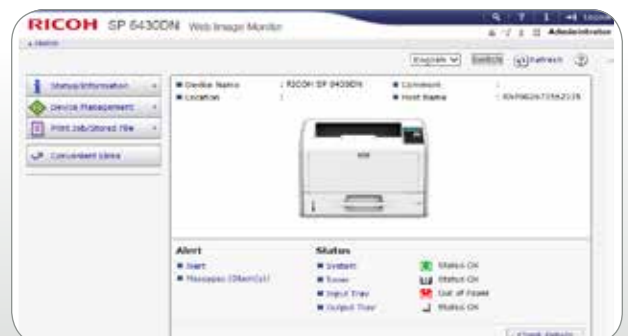 RICOH SP 6430DN Web Image Monitor
Administrator
Home
English Switch Refresh
Status/Information
Device Management
Print Job/Stored File
Convenient Links
Device Name : RICOH SP 6430DN
Comment :
Location :
Host Name :
Alert
Status
Alert
Messages (0item(s))
System Status OK
Toner Status OK
Input Tray Out of Paper
Output Tray Status OK
Check Details